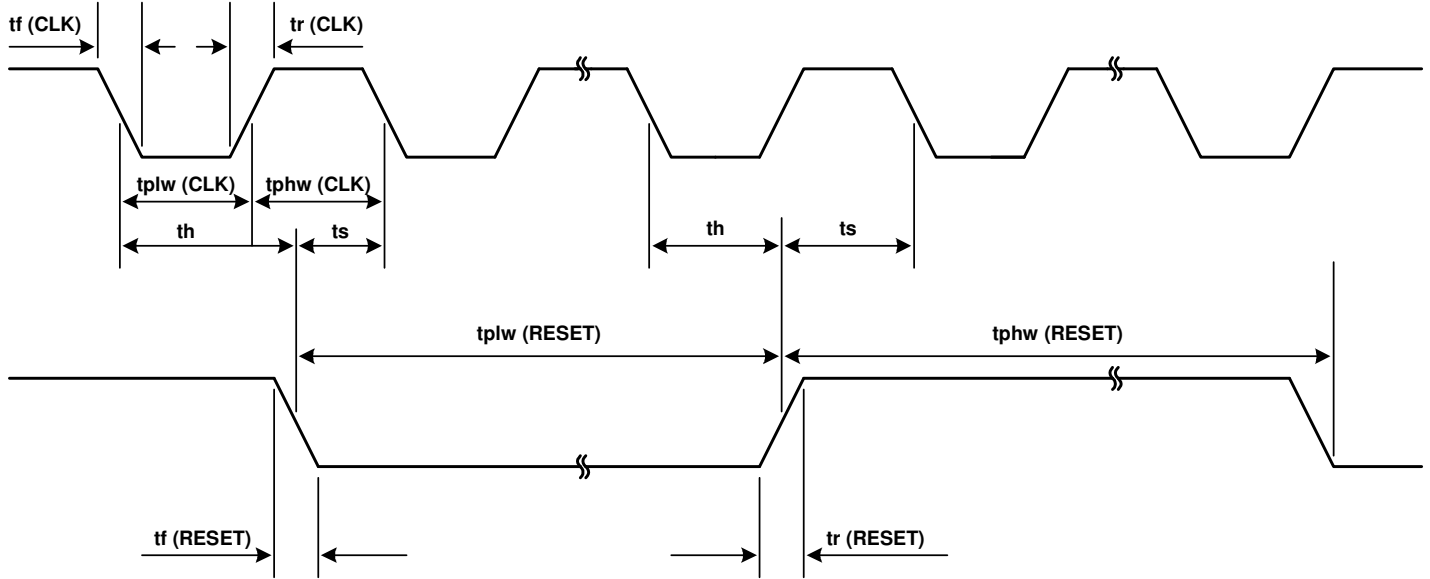 tf (CLK)
tr (CLK)
tplw (CLK)
tphw (CLK)
th
ts
th
ts
tplw (RESET)
tphw (RESET)
tf (RESET)
tr (RESET)